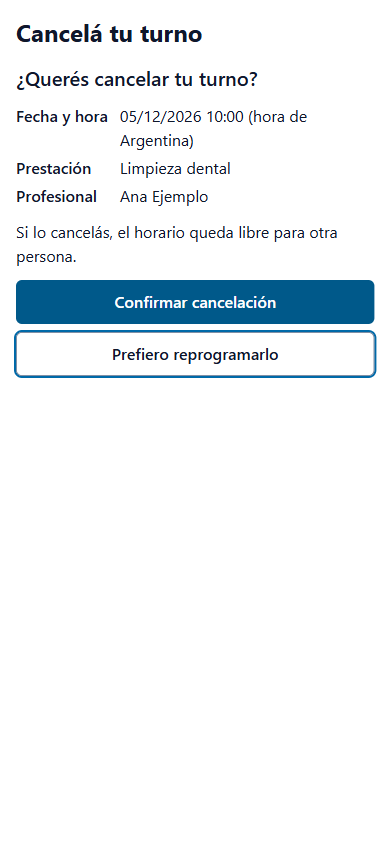 Cancelá tu turno
¿Querés cancelar tu turno?
Fecha y hora 05/12/2026 10:00 (hora de
Argentina)
Prestación Limpieza dental
Profesional Ana Ejemplo
Si lo cancelás, el horario queda libre para otra
persona.
Confirmar cancelación
Prefiero reprogramarlo